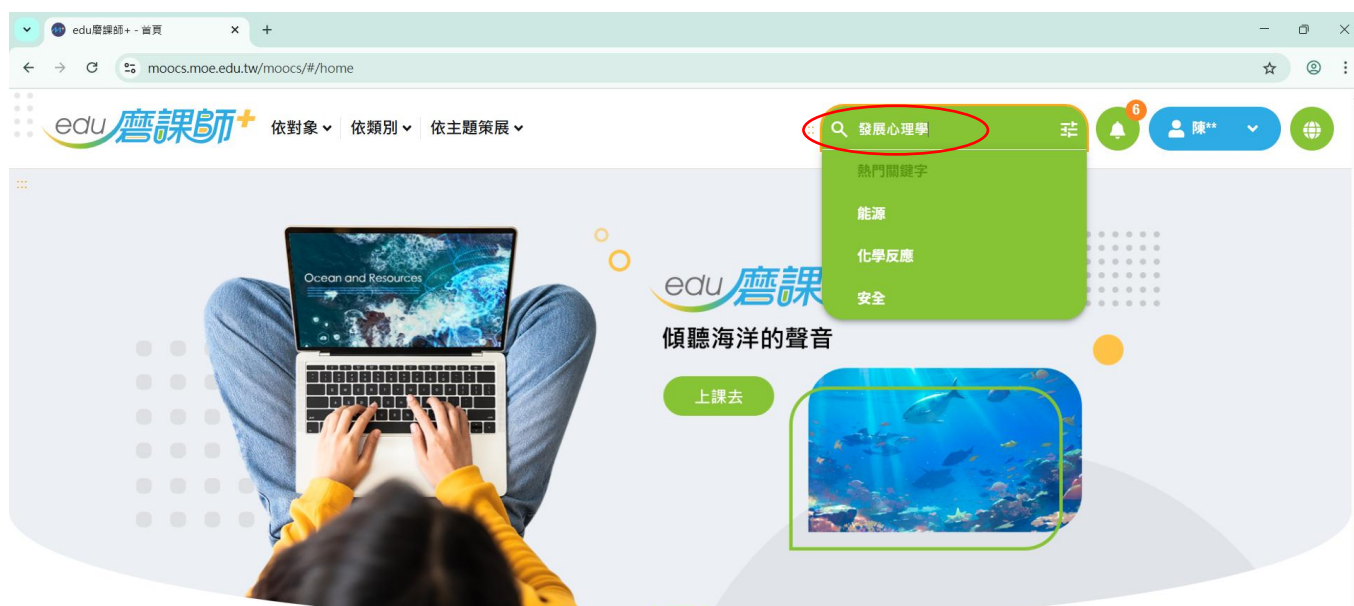 edu磨課師+ - 首頁
moocs.moe.edu.tw/moocs/#/home
edu磨課師+ 依對象 依類別 依主題策展 發展心理學 6 陳**
熱門關鍵字
能源
化學反應
安全
Ocean and Resources
edu磨課
傾聽海洋的聲音
上課去